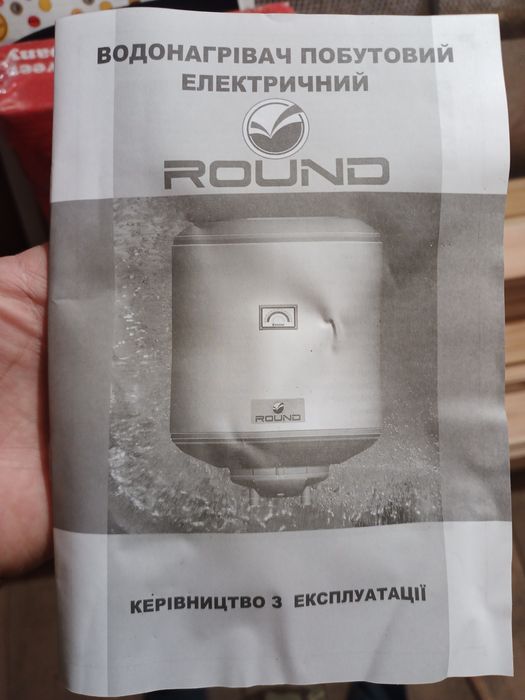 ВОДОНАГРІВАЧ ПОБУТОВИЙ
ЕЛЕКТРИЧНИЙ
ROUND
ROUND
КЕРІВНИЦТВО З ЕКСПЛУАТАЦІЇ